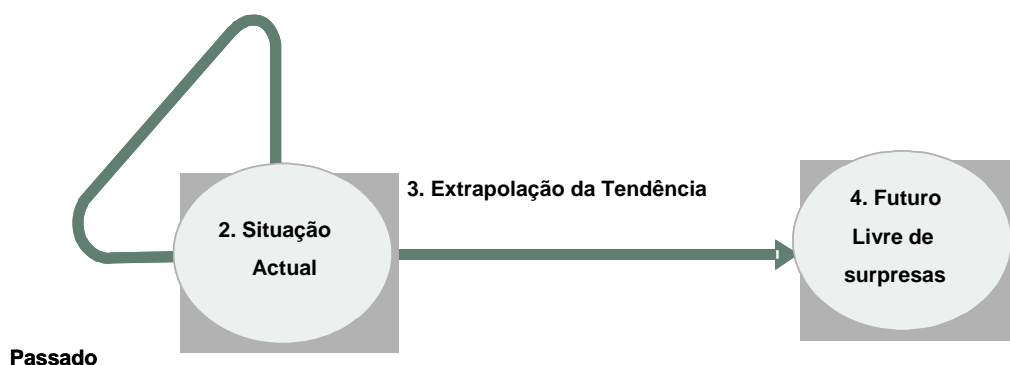 3. Extrapolação da Tendência
2. Situação
Actual
4. Futuro
Livre de
surpresas
Passado